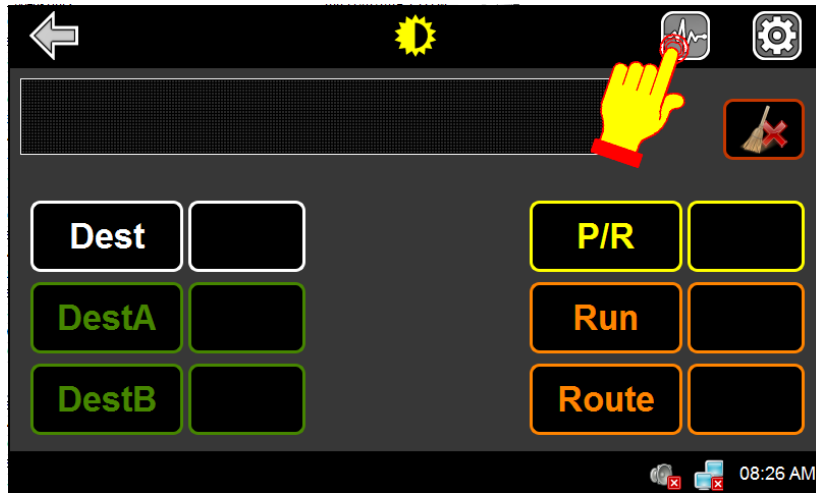 Dest
P/R
DestA
Run
DestB
Route
08:26 AM